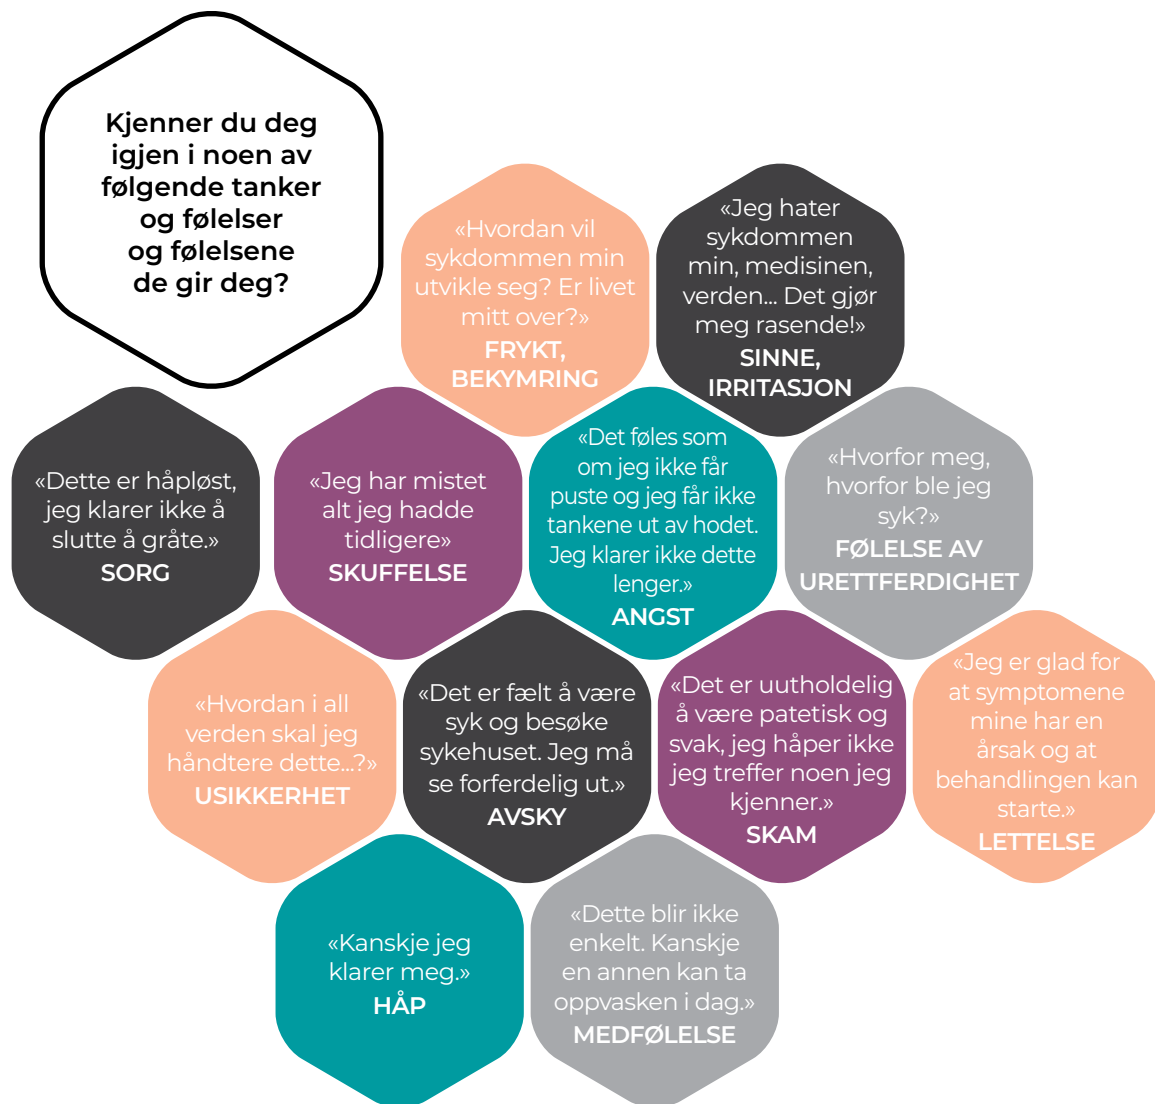 Kjenner du deg
igjen i noen av
følgende tanker
og følelser
og følelsene
de gir deg?
«Hvordan vil
sykdommen min
utvikle seg? Er livet
mitt over?»
FRYKT,
BEKYMRING
«Jeg hater
sykdommen
min, medisinen,
verden... Det gjør
meg rasende!»
SINNE,
IRRITASJON
«Dette er håpløst,
jeg klarer ikke å
slutte å gråte.»
SORG
«Jeg har mistet
alt jeg hadde
tidligere»
SKUFFELSE
«Det føles som
om jeg ikke får
puste og jeg får ikke
tankene ut av hodet.
Jeg klarer ikke dette
lenger.»
ANGST
«Hvorfor meg,
hvorfor ble jeg
syk?»
FØLELSE AV
URETTFERDIGHET
«Hvordan i all
verden skal jeg
håndtere dette...?»
USIKKERHET
«Det er fælt å være
syk og besøke
sykehuset. Jeg må
se forferdelig ut.»
AVSKY
«Det er uutholdelig
å være patetisk og
svak, jeg håper ikke
jeg treffer noen jeg
kjenner.»
SKAM
«Jeg er glad for
at symptomene
mine har en
årsak og at
behandlingen kan
starte.»
LETTELSE
«Kanskje jeg
klarer meg.»
HÅP
«Dette blir ikke
enkelt. Kanskje
en annen kan ta
oppvasken i dag.»
MEDFØLELSE